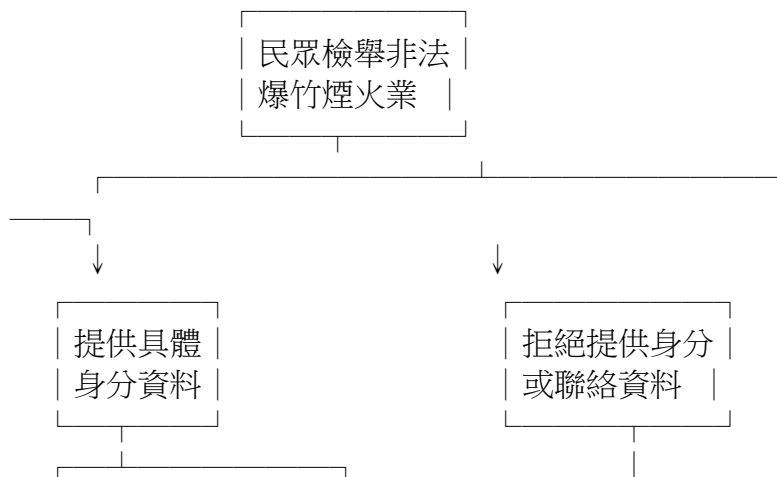 民眾檢舉非法
爆竹煙火業
提供具體
身分資料
拒絕提供身分
或聯絡資料